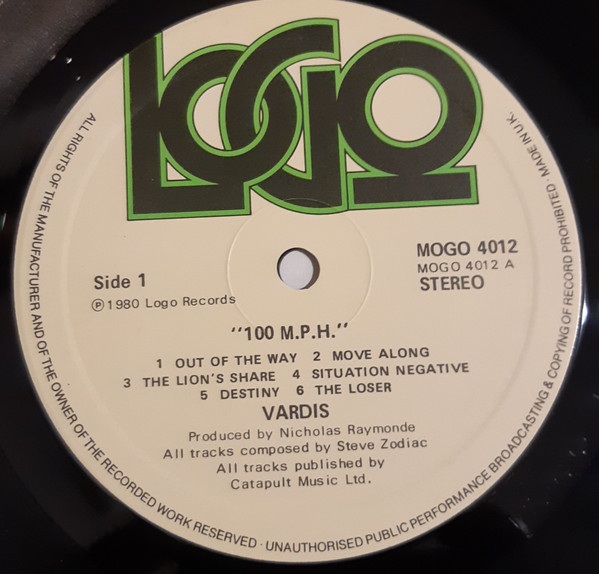 LOGO
MOGO 4012
MOGO 4012 A
STEREO
Side 1
Ⓟ1980 Logo Records
"100 M.P.H."
1 OUT OF THE WAY 2 MOVE ALONG
3 THE LION'S SHARE 4 SITUATION NEGATIVE
5 DESTINY 6 THE LOSER
VARDIS
Produced by Nicholas Raymonde
All tracks composed by Steve Zodiac
All tracks published by
Catapult Music Ltd.
ALL RIGHTS OF THE MANUFACTURER AND OF THE OWNER OF THE RECORDED WORK RESERVED · UNAUTHORISED PUBLIC PERFORMANCE BROADCASTING & COPYING OF RECORD PROHIBITED · MADE IN U.K.